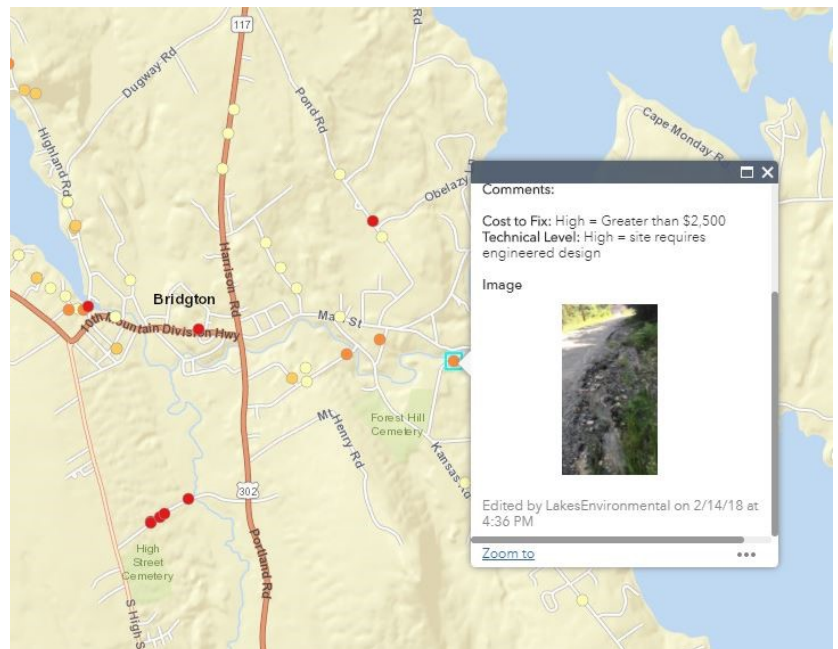 117
Rd
Dugway Rd
Pond Rd
Highland Rd
Cape Monday R
Obelazy L
Harrison Rd
Bridgton
Main St
10th Mountain Division Hwy
Forest Hill
Cemetery
Mt Henry Rd
Kansas Rd
302
High
Street
Cemetery
Portland Rd
S High S
Comments:
Cost to Fix: High = Greater than $2,500
Technical Level: High = site requires
engineered design
Image
Edited by LakesEnvironmental on 2/14/18 at
4:36 PM
Zoom to